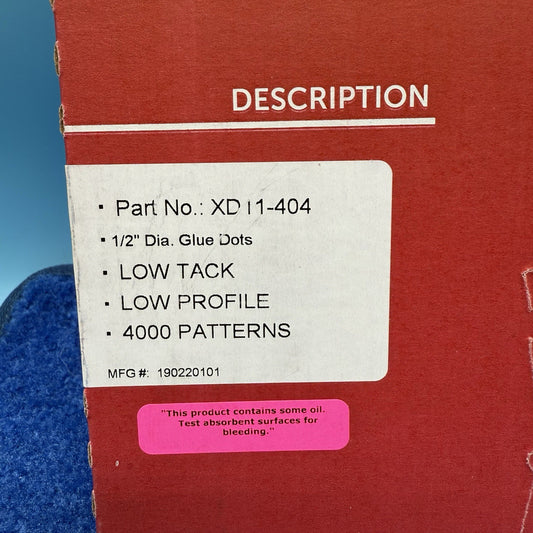 DESCRIPTION
· Part No.: XD11-404
· 1/2" Dia. Glue Dots
· LOW TACK
· LOW PROFILE
· 4000 PATTERNS
MFG #: 190220101
"This product contains some oil.
Test absorbent surfaces for
bleeding."